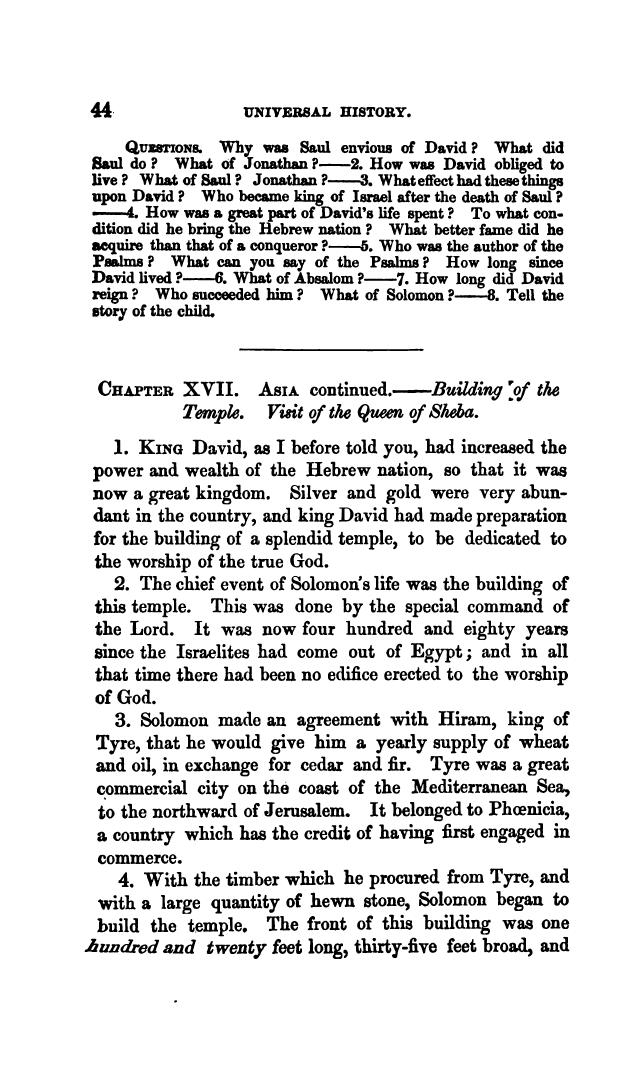 44 UNIVERSAL HISTORY.
QUESTIONS. Why was Saul envious of David? What did
Saul do? What of Jonathan?——2. How was David obliged to
live? What of Saul? Jonathan?——3. What effect had these things
upon David? Who became king of Israel after the death of Saul?
——4. How was a great part of David's life spent? To what con-
dition did he bring the Hebrew nation? What better fame did he
acquire than that of a conqueror?——5. Who was the author of the
Psalms? What can you say of the Psalms? How long since
David lived?——6. What of Absalom?——7. How long did David
reign? Who succeeded him? What of Solomon?——8. Tell the
story of the child.
CHAPTER XVII. ASIA continued.——Building of the
Temple. Visit of the Queen of Sheba.
1. KING David, as I before told you, had increased the
power and wealth of the Hebrew nation, so that it was
now a great kingdom. Silver and gold were very abun-
dant in the country, and king David had made preparation
for the building of a splendid temple, to be dedicated to
the worship of the true God.
2. The chief event of Solomon's life was the building of
this temple. This was done by the special command of
the Lord. It was now four hundred and eighty years
since the Israelites had come out of Egypt; and in all
that time there had been no edifice erected to the worship
of God.
3. Solomon made an agreement with Hiram, king of
Tyre, that he would give him a yearly supply of wheat
and oil, in exchange for cedar and fir. Tyre was a great
commercial city on the coast of the Mediterranean Sea,
to the northward of Jerusalem. It belonged to Phœnicia,
a country which has the credit of having first engaged in
commerce.
4. With the timber which he procured from Tyre, and
with a large quantity of hewn stone, Solomon began to
build the temple. The front of this building was one
hundred and twenty feet long, thirty-five feet broad, and